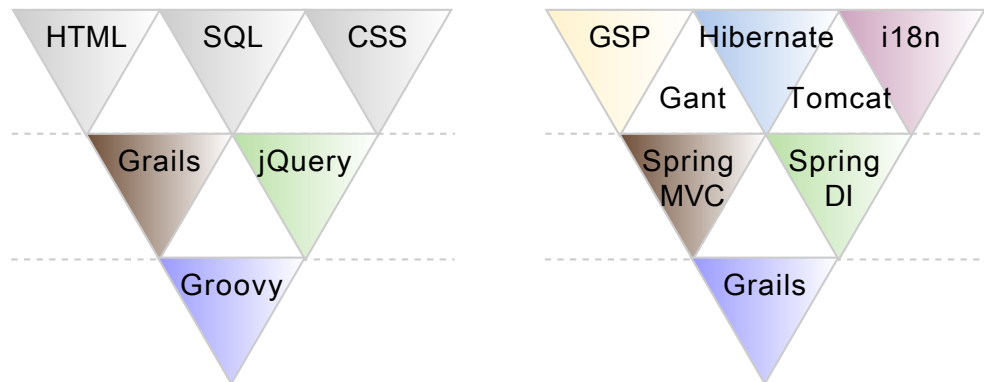 HTML SQL CSS
Grails jQuery
Groovy
GSP Hibernate i18n
Gant Tomcat
Spring MVC
Spring DI
Grails